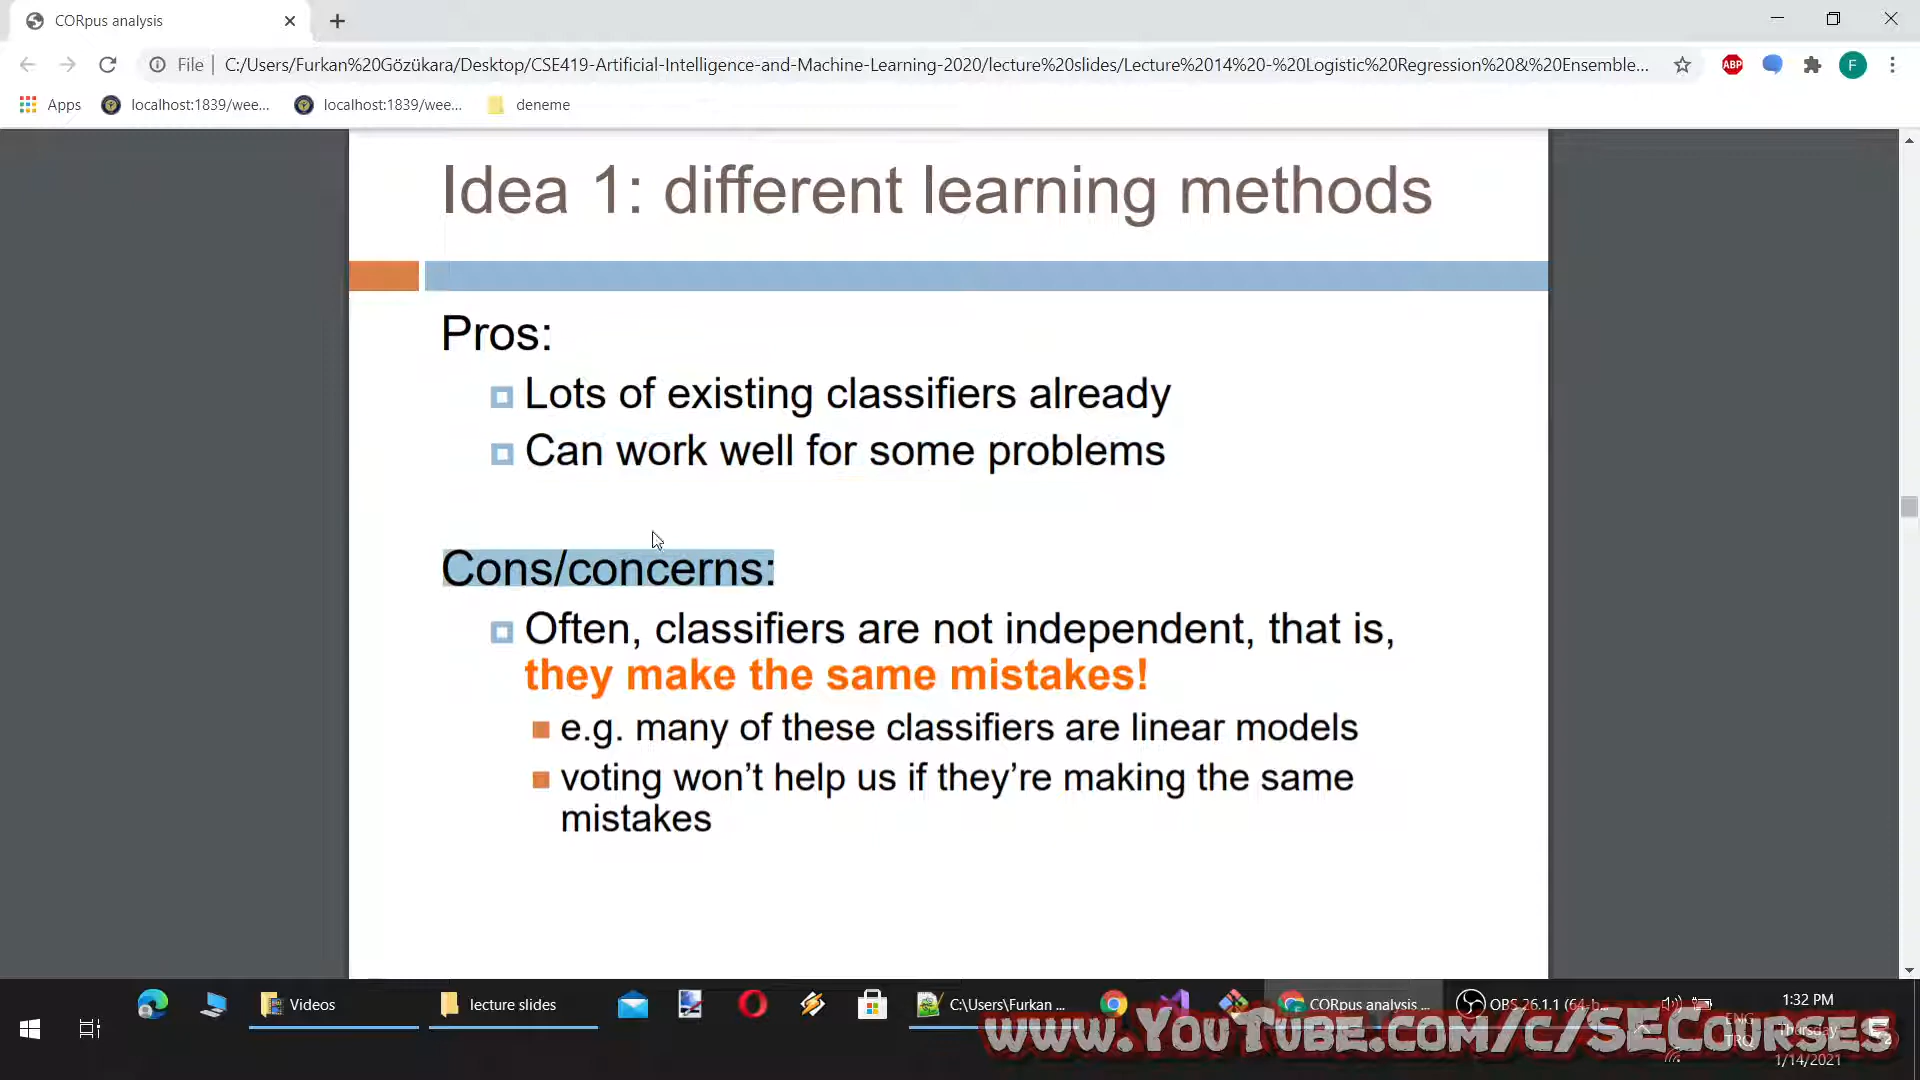 CORpus analysis
File
C:/Users/Furkan%20Gözükara/Desktop/CSE419-Artificial-Intelligence-and-Machine-Learning-2020/lecture%20slides/Lecture%2014%20-%20Logistic%20Regression%20&%20Ensemble...
ABP
F
Apps
localhost:1839/wee...
localhost:1839/wee...
deneme
Idea 1: different learning methods
Pros:
Lots of existing classifiers already
Can work well for some problems
Cons/concerns:
Often, classifiers are not independent, that is,
they make the same mistakes!
e.g. many of these classifiers are linear models
voting won't help us if they're making the same
mistakes
Videos
lecture slides
C:\Users\Furkan ...
CORpus analysis ...
OBS 26.1.1 (64-b...
1:32 PM
ENG
Thursday
TRQ
1/14/2021
www.YouTube.com/c/SECourses